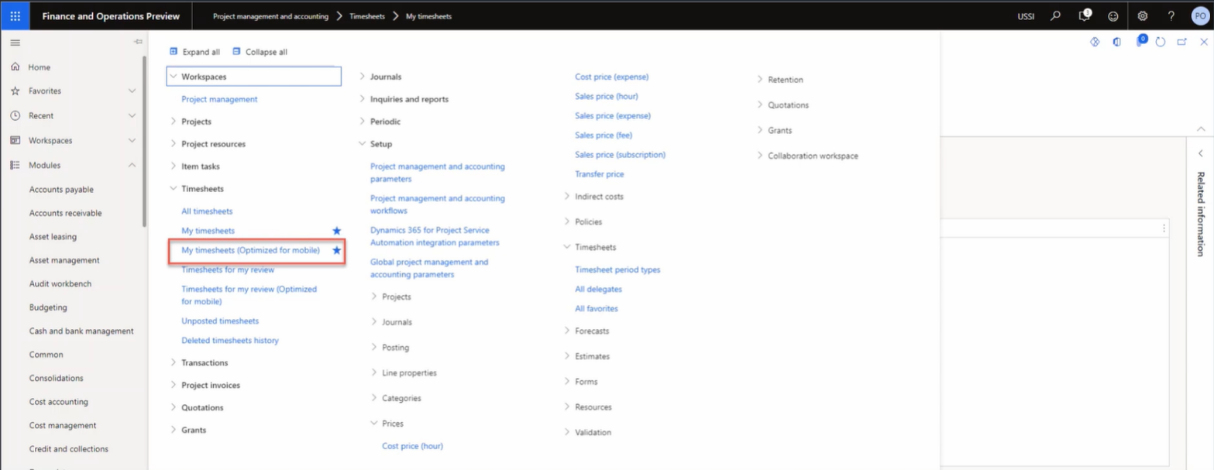 Finance and Operations Preview
Project management and accounting > Timesheets > My timesheets
USSI
?
PO
Home
Favorites
Recent
Workspaces
Modules
Accounts payable
Accounts receivable
Asset leasing
Asset management
Audit workbench
Budgeting
Cash and bank management
Common
Consolidations
Cost accounting
Cost management
Credit and collections
Expand all
Collapse all
Workspaces
Project management
Projects
Project resources
Item tasks
Timesheets
All timesheets
My timesheets
My timesheets (Optimized for mobile)
Timesheets for my review
Timesheets for my review (Optimized
for mobile)
Unposted timesheets
Deleted timesheets history
Transactions
Project invoices
Quotations
Grants
Journals
Inquiries and reports
Periodic
Setup
Project management and accounting
parameters
Project management and accounting
workflows
Dynamics 365 for Project Service
Automation integration parameters
Global project management and
accounting parameters
Projects
Journals
Posting
Line properties
Categories
Prices
Cost price (hour)
Cost price (expense)
Sales price (hour)
Sales price (expense)
Sales price (fee)
Sales price (subscription)
Transfer price
Indirect costs
Policies
Timesheets
Timesheet period types
All delegates
All favorites
Forecasts
Estimates
Forms
Resources
Validation
Retention
Quotations
Grants
Collaboration workspace
0
Related information